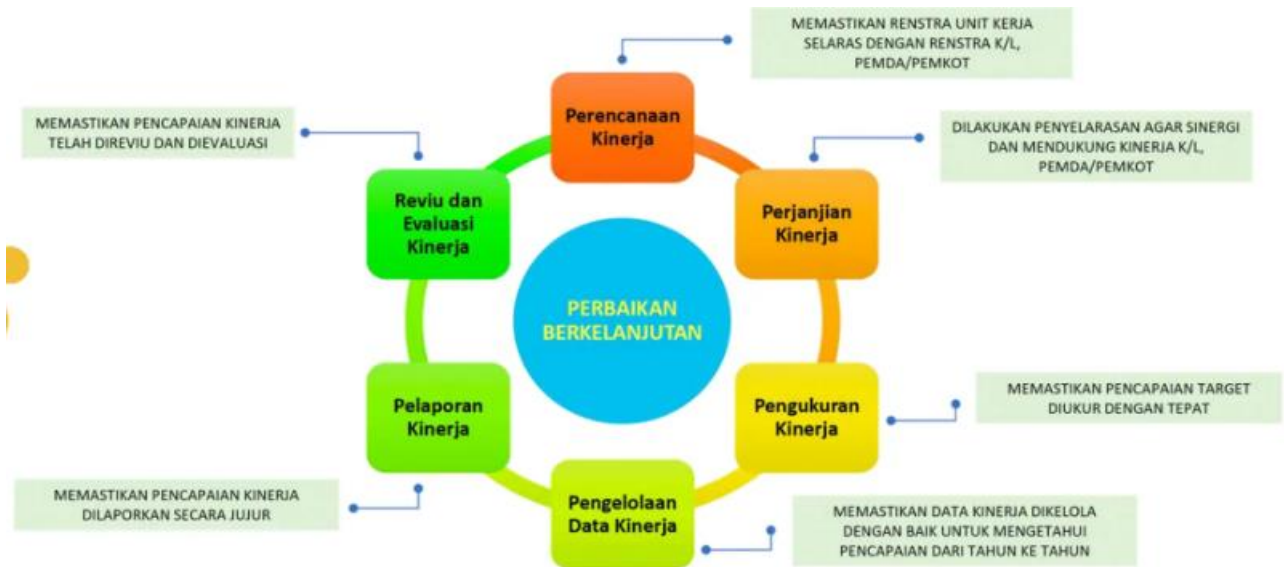 MEMASTIKAN RENSTRA UNIT KERJA
SELARAS DENGAN RENSTRA K/L,
PEMDA/PEMKOT
Perencanaan
Kinerja
MEMASTIKAN PENCAPAIAN KINERJA
TELAH DIREVIU DAN DIEVALUASI
DILAKUKAN PENYELARASAN AGAR SINERGI
DAN MENDUKUNG KINERJA K/L,
PEMDA/PEMKOT
Reviu dan
Evaluasi
Kinerja
Perjanjian
Kinerja
PERBAIKAN
BERKELANJUTAN
Pelaporan
Kinerja
Pengukuran
Kinerja
MEMASTIKAN PENCAPAIAN TARGET
DIUKUR DENGAN TEPAT
MEMASTIKAN PENCAPAIAN KINERJA
DILAPORKAN SECARA JUJUR
Pengelolaan
Data Kinerja
MEMASTIKAN DATA KINERJA DIKELOLA
DENGAN BAIK UNTUK MENGETAHUI
PENCAPAIAN DARI TAHUN KE TAHUN